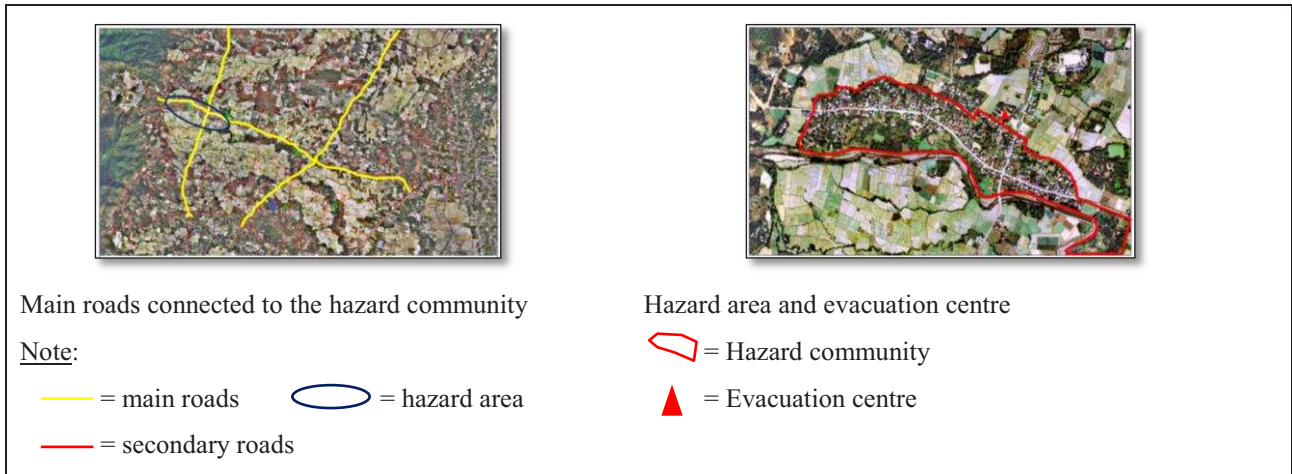 Main roads connected to the hazard community
Note:
= main roads
= hazard area
= secondary roads
Hazard area and evacuation centre
= Hazard community
= Evacuation centre